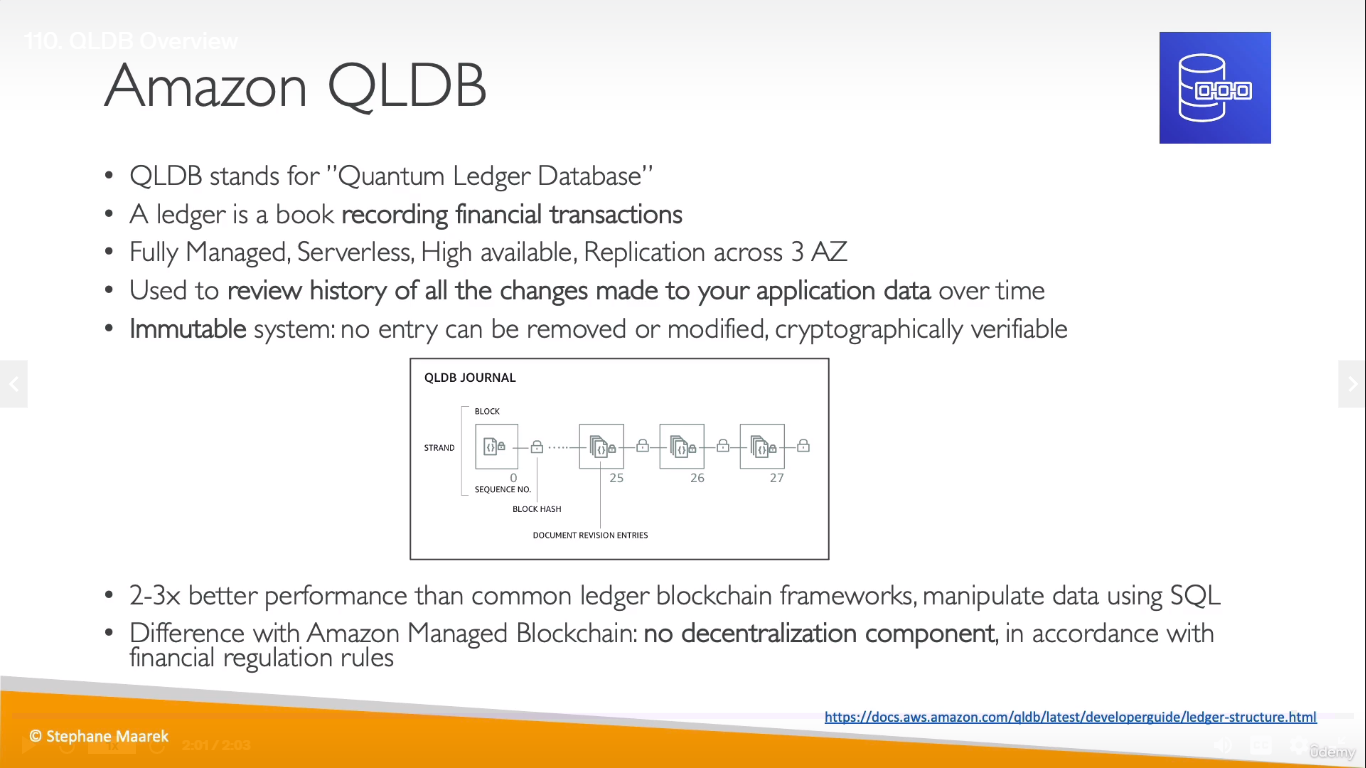 110. QLDB Overview
Amazon QLDB
• QLDB stands for ”Quantum Ledger Database”
• A ledger is a book recording financial transactions
• Fully Managed, Serverless, High available, Replication across 3 AZ
• Used to review history of all the changes made to your application data over time
• Immutable system: no entry can be removed or modified, cryptographically verifiable
QLDB JOURNAL
BLOCK
STRAND
0 25 26 27
SEQUENCE NO.
BLOCK HASH
DOCUMENT REVISION ENTRIES
• 2-3x better performance than common ledger blockchain frameworks, manipulate data using SQL
• Difference with Amazon Managed Blockchain: no decentralization component, in accordance with
financial regulation rules
https://docs.aws.amazon.com/qldb/latest/developerguide/ledger-structure.html
© Stephane Maarek
1x 2:01 / 2:03
ûdemy